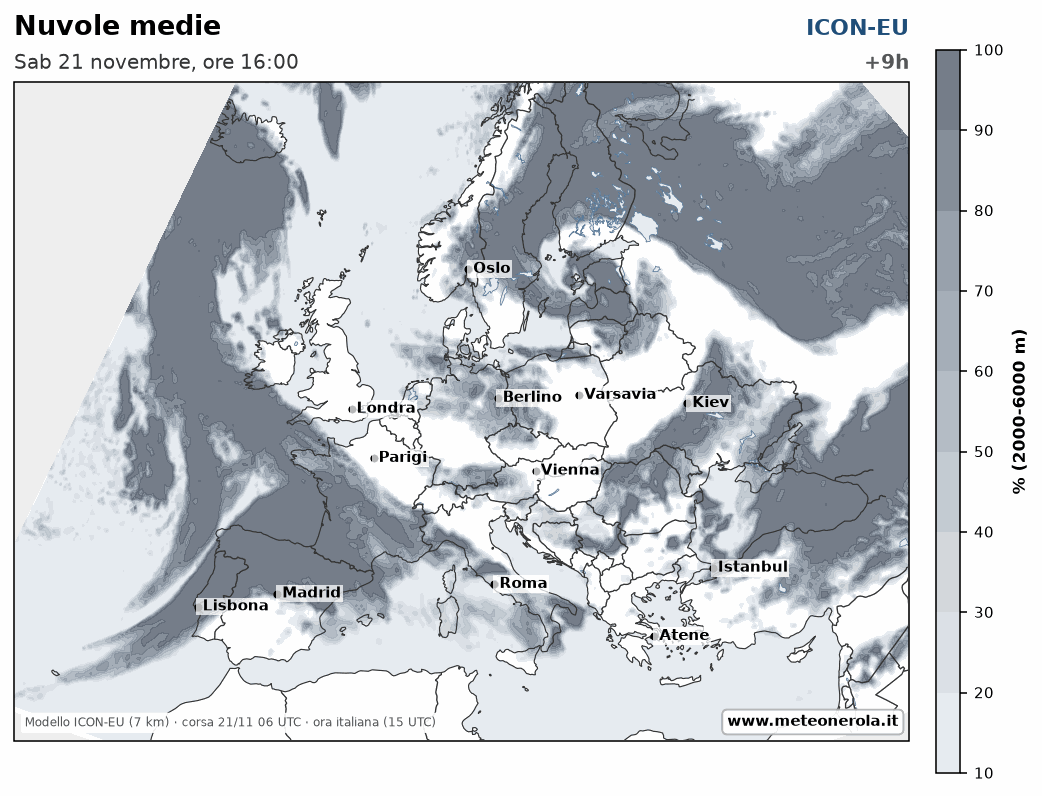 Nuvole medie
ICON-EU
Sab 21 novembre, ore 16:00
+9h
100
90
80
70
60
50
40
30
20
10
% (2000-6000 m)
Oslo
Berlino
Varsavia
Kiev
Londra
Parigi
Vienna
Istanbul
Roma
Madrid
Lisbona
Atene
Modello ICON-EU (7 km) · corsa 21/11 06 UTC · ora italiana (15 UTC)
www.meteonerola.it